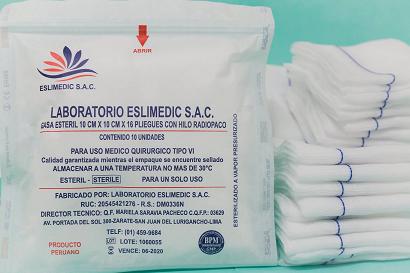 ABRIR
ESLIMEDIC S.A.C.
LABORATORIO ESLIMEDIC S.A.C.
GASA ESTERIL 10 CM X 10 CM X 16 PLIEGUES CON HILO RADIOPACO
CONTENIDO 10 UNIDADES
PARA USO MEDICO QUIRURGICO TIPO VI
Calidad garantizada mientras el empaque se encuentre sellado
ALMACENAR A UNA TEMPERATURA NO MAS DE 30°C
ESTERIL - STERILE PARA UN SOLO USO
FABRICADO POR: LABORATORIO ESLIMEDIC S.A.C.
RUC: 20545421276 - R.S.: DM0336N
DIRECTOR TECNICO: Q.F. MARIELA SARAVIA PACHECO C.Q.F.P.: 03629
AV. PORTADA DEL SOL 300-ZARATE-SAN JUAN DEL LURIGANCHO-LIMA
TELF: (01) 459-9684
PRODUCTO PERUANO
LOT LOTE: 1060055
VENCE: 06-2020
BPM
ESTERILIZADO A VAPOR PRESURIZADO